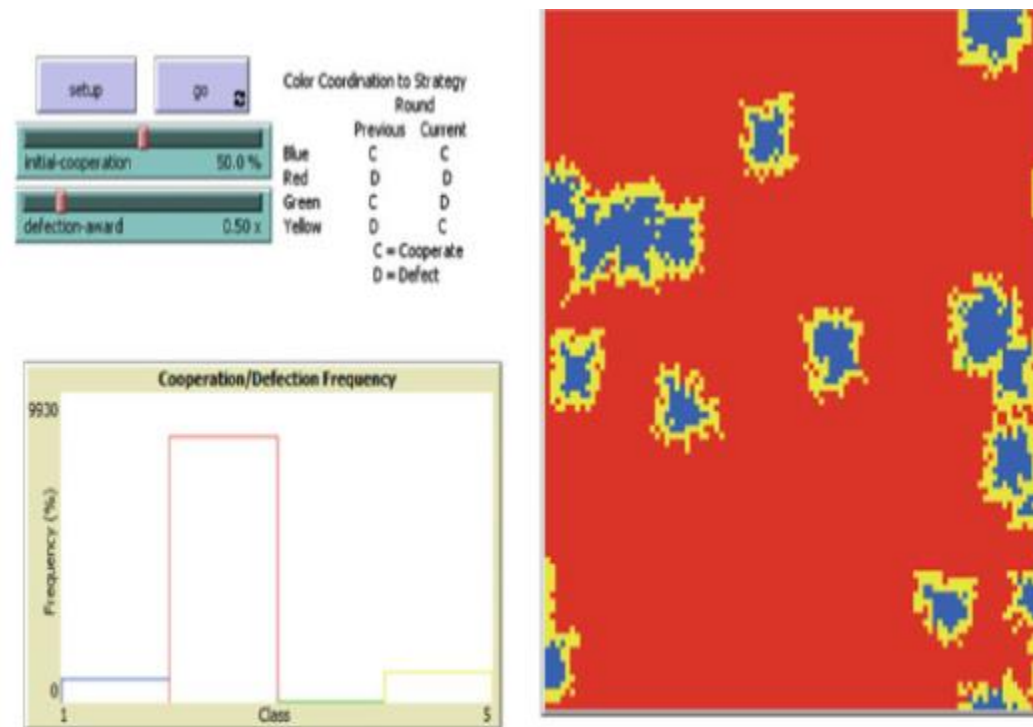 setup
go
initial-cooperation 50.0 %
defection-award 0.50 x
Color Coordination to Strategy
Round
Previous Current
Blue C C
Red D D
Green C D
Yellow D C
C = Cooperate
D = Defect
Cooperation/Defection Frequency
9930
Frequency (%)
0
1 Class 5